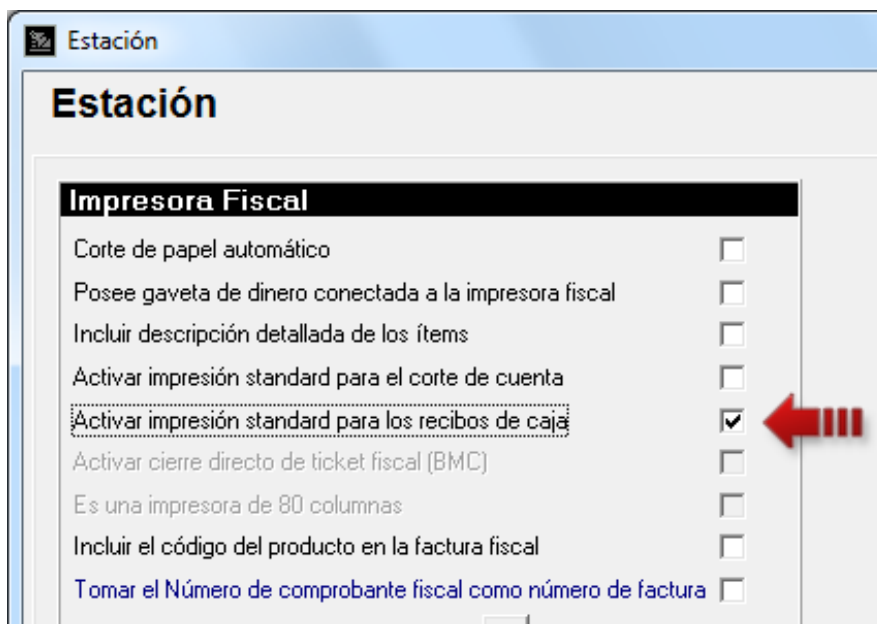 Estación
Estación
Impresora Fiscal
Corte de papel automático
Posee gaveta de dinero conectada a la impresora fiscal
Incluir descripción detallada de los ítems
Activar impresión standard para el corte de cuenta
Activar impresión standard para los recibos de caja
Activar cierre directo de ticket fiscal (BMC)
Es una impresora de 80 columnas
Incluir el código del producto en la factura fiscal
Tomar el Número de comprobante fiscal como número de factura